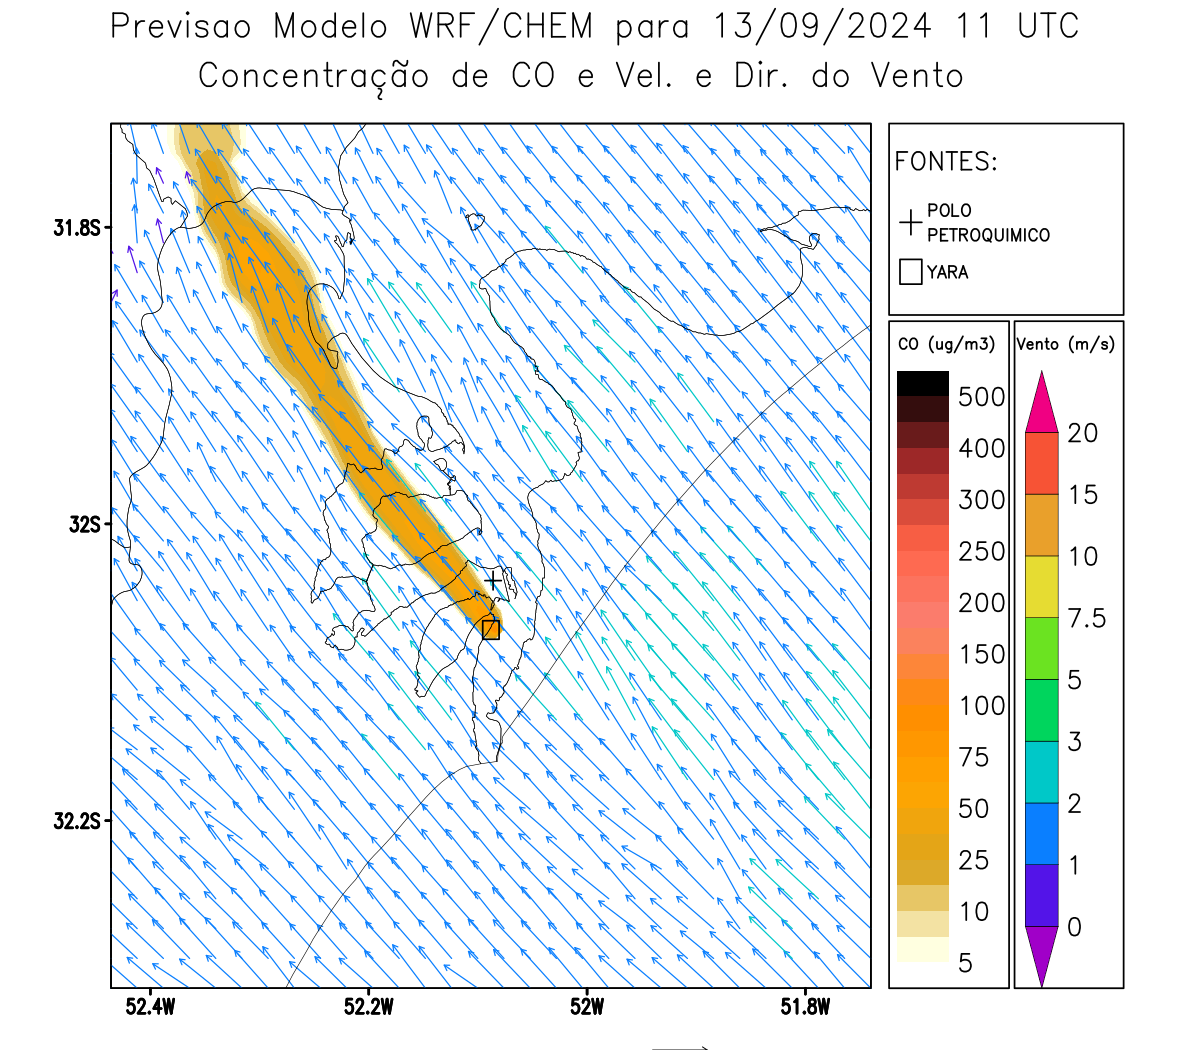 Previsao Modelo WRF/CHEM para 13/09/2024 11 UTC
Concentração de CO e Vel. e Dir. do Vento
FONTES:
POLO
PETROQUIMICO
YARA
CO (ug/m3)
500
400
300
250
200
150
100
75
50
25
10
5
Vento (m/s)
20
15
10
7.5
5
3
2
1
0
31.8S
32S
32.2S
52.4W
52.2W
52W
51.8W